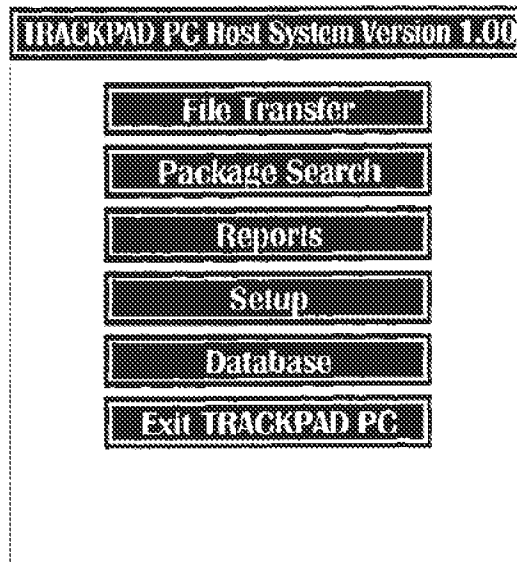 TRACKPAD PC Host System Version 1.00
File Transfer
Package Search
Reports
Setup
Database
Exit TRACKPAD PC